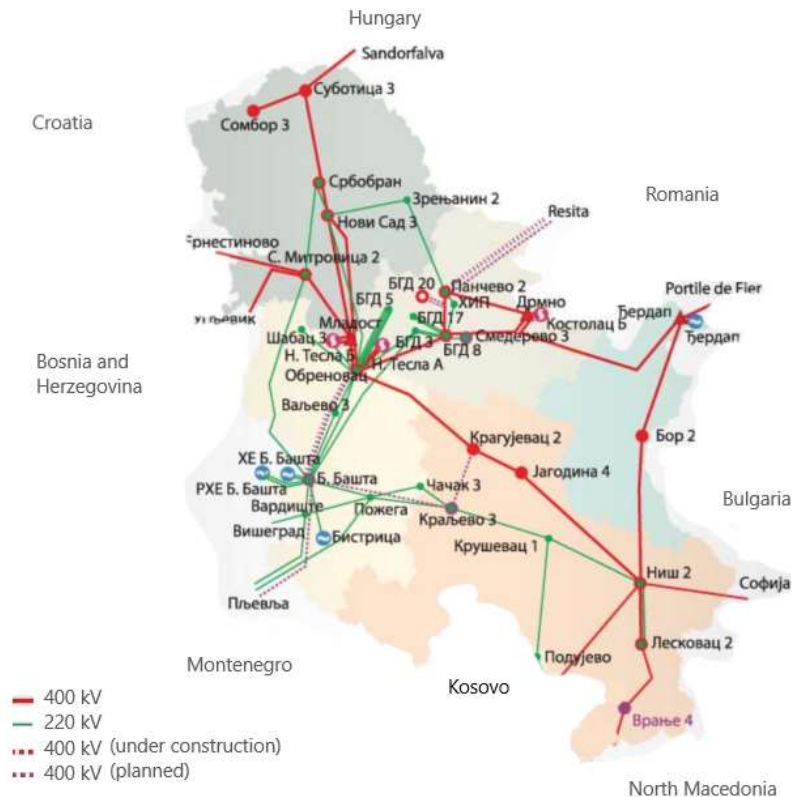 Hungary
Sandorfalva
Суботица 3
Сомбор 3
Croatia
Србобран
Зрењанин 2
Romania
Нови Сад 3
Resita
С. Митровица 2
БГД 20
Панчево 2
Portile de Fier
БГД 5
ХИП
Дрмно
Ђердап
БГД 17
Костолац Б
Младост
Шабац 3
БГД 3
Смедерево 3
Ђердап
Н. Тесла Б
БГД 8
Н. Тесла А
Bosnia and
Herzegovina
Обреновац
Ваљево 3
Крагујевац 2
Бор 2
ХЕ Б. Башта
Јагодина 4
Б. Башта
РХЕ Б. Башта
Чачак 3
Bulgaria
Вардиште
Пожега
Краљево 3
Вишеград
Бистрица
Крушевац 1
Ниш 2
Софија
Пљевља
Лесковац 2
Подујево
Montenegro
Kosovo
400 kV
Врање 4
220 kV
400 kV (under construction)
400 kV (planned)
North Macedonia